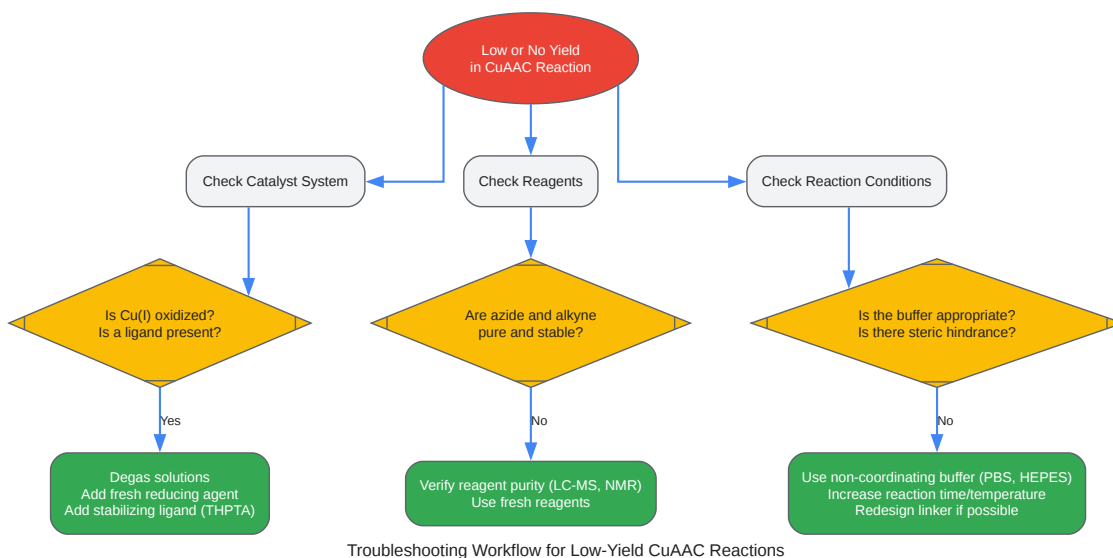 Low or No Yield
in CuAAC Reaction
Check Catalyst System
Check Reagents
Check Reaction Conditions
Is Cu(I) oxidized?
Is a ligand present?
Are azide and alkyne
pure and stable?
Is the buffer appropriate?
Is there steric hindrance?
Yes
No
No
Degas solutions
Add fresh reducing agent
Add stabilizing ligand (THPTA)
Verify reagent purity (LC-MS, NMR)
Use fresh reagents
Use non-coordinating buffer (PBS, HEPES)
Increase reaction time/temperature
Redesign linker if possible
Troubleshooting Workflow for Low-Yield CuAAC Reactions